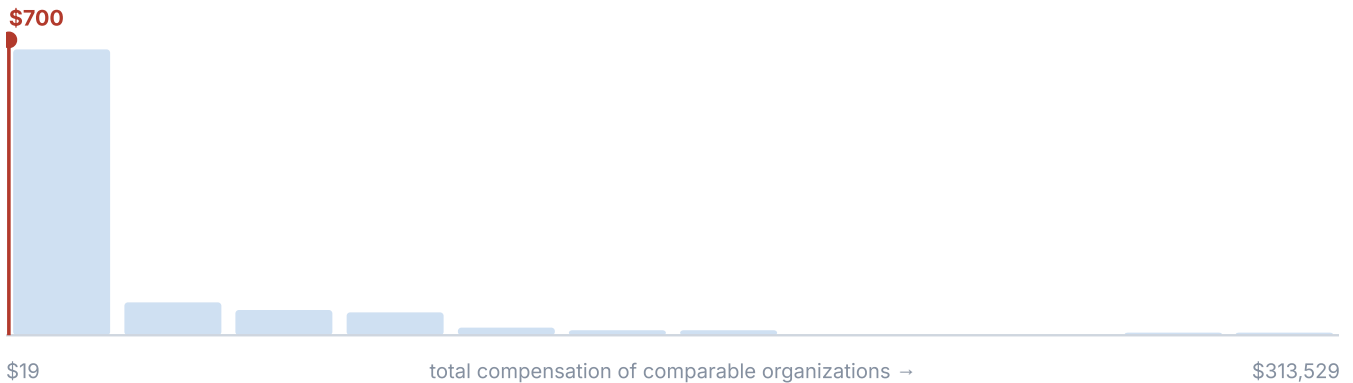 $700
$19 total compensation of comparable organizations → $313,529